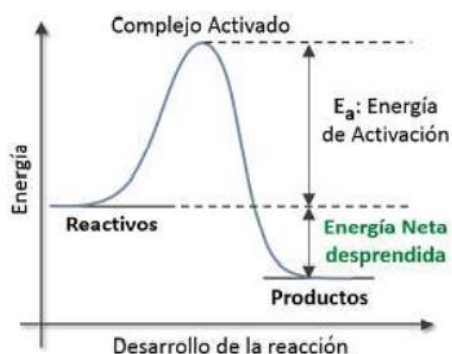 Complejo Activado
Energía
Eₐ: Energía
de Activación
Reactivos
Energía Neta
desprendida
Productos
Desarrollo de la reacción